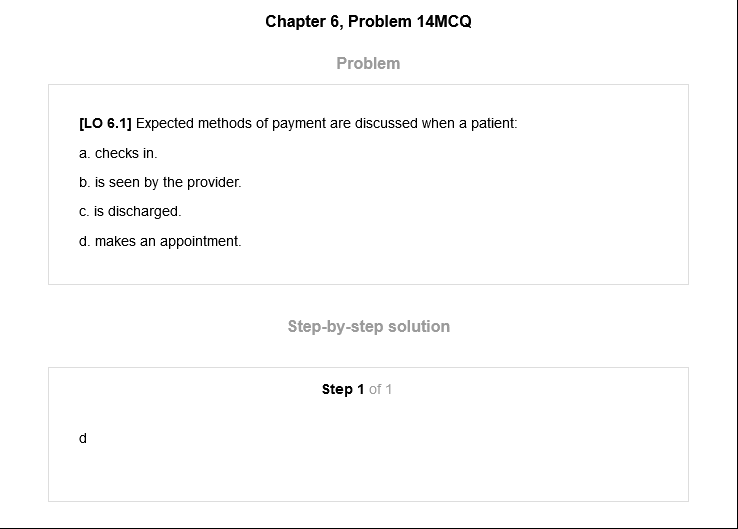 Chapter 6, Problem 14MCQ
Problem
[LO 6.1] Expected methods of payment are discussed when a patient:
a. checks in.
b. is seen by the provider.
c. is discharged.
d. makes an appointment.
Step-by-step solution
Step 1 of 1
d